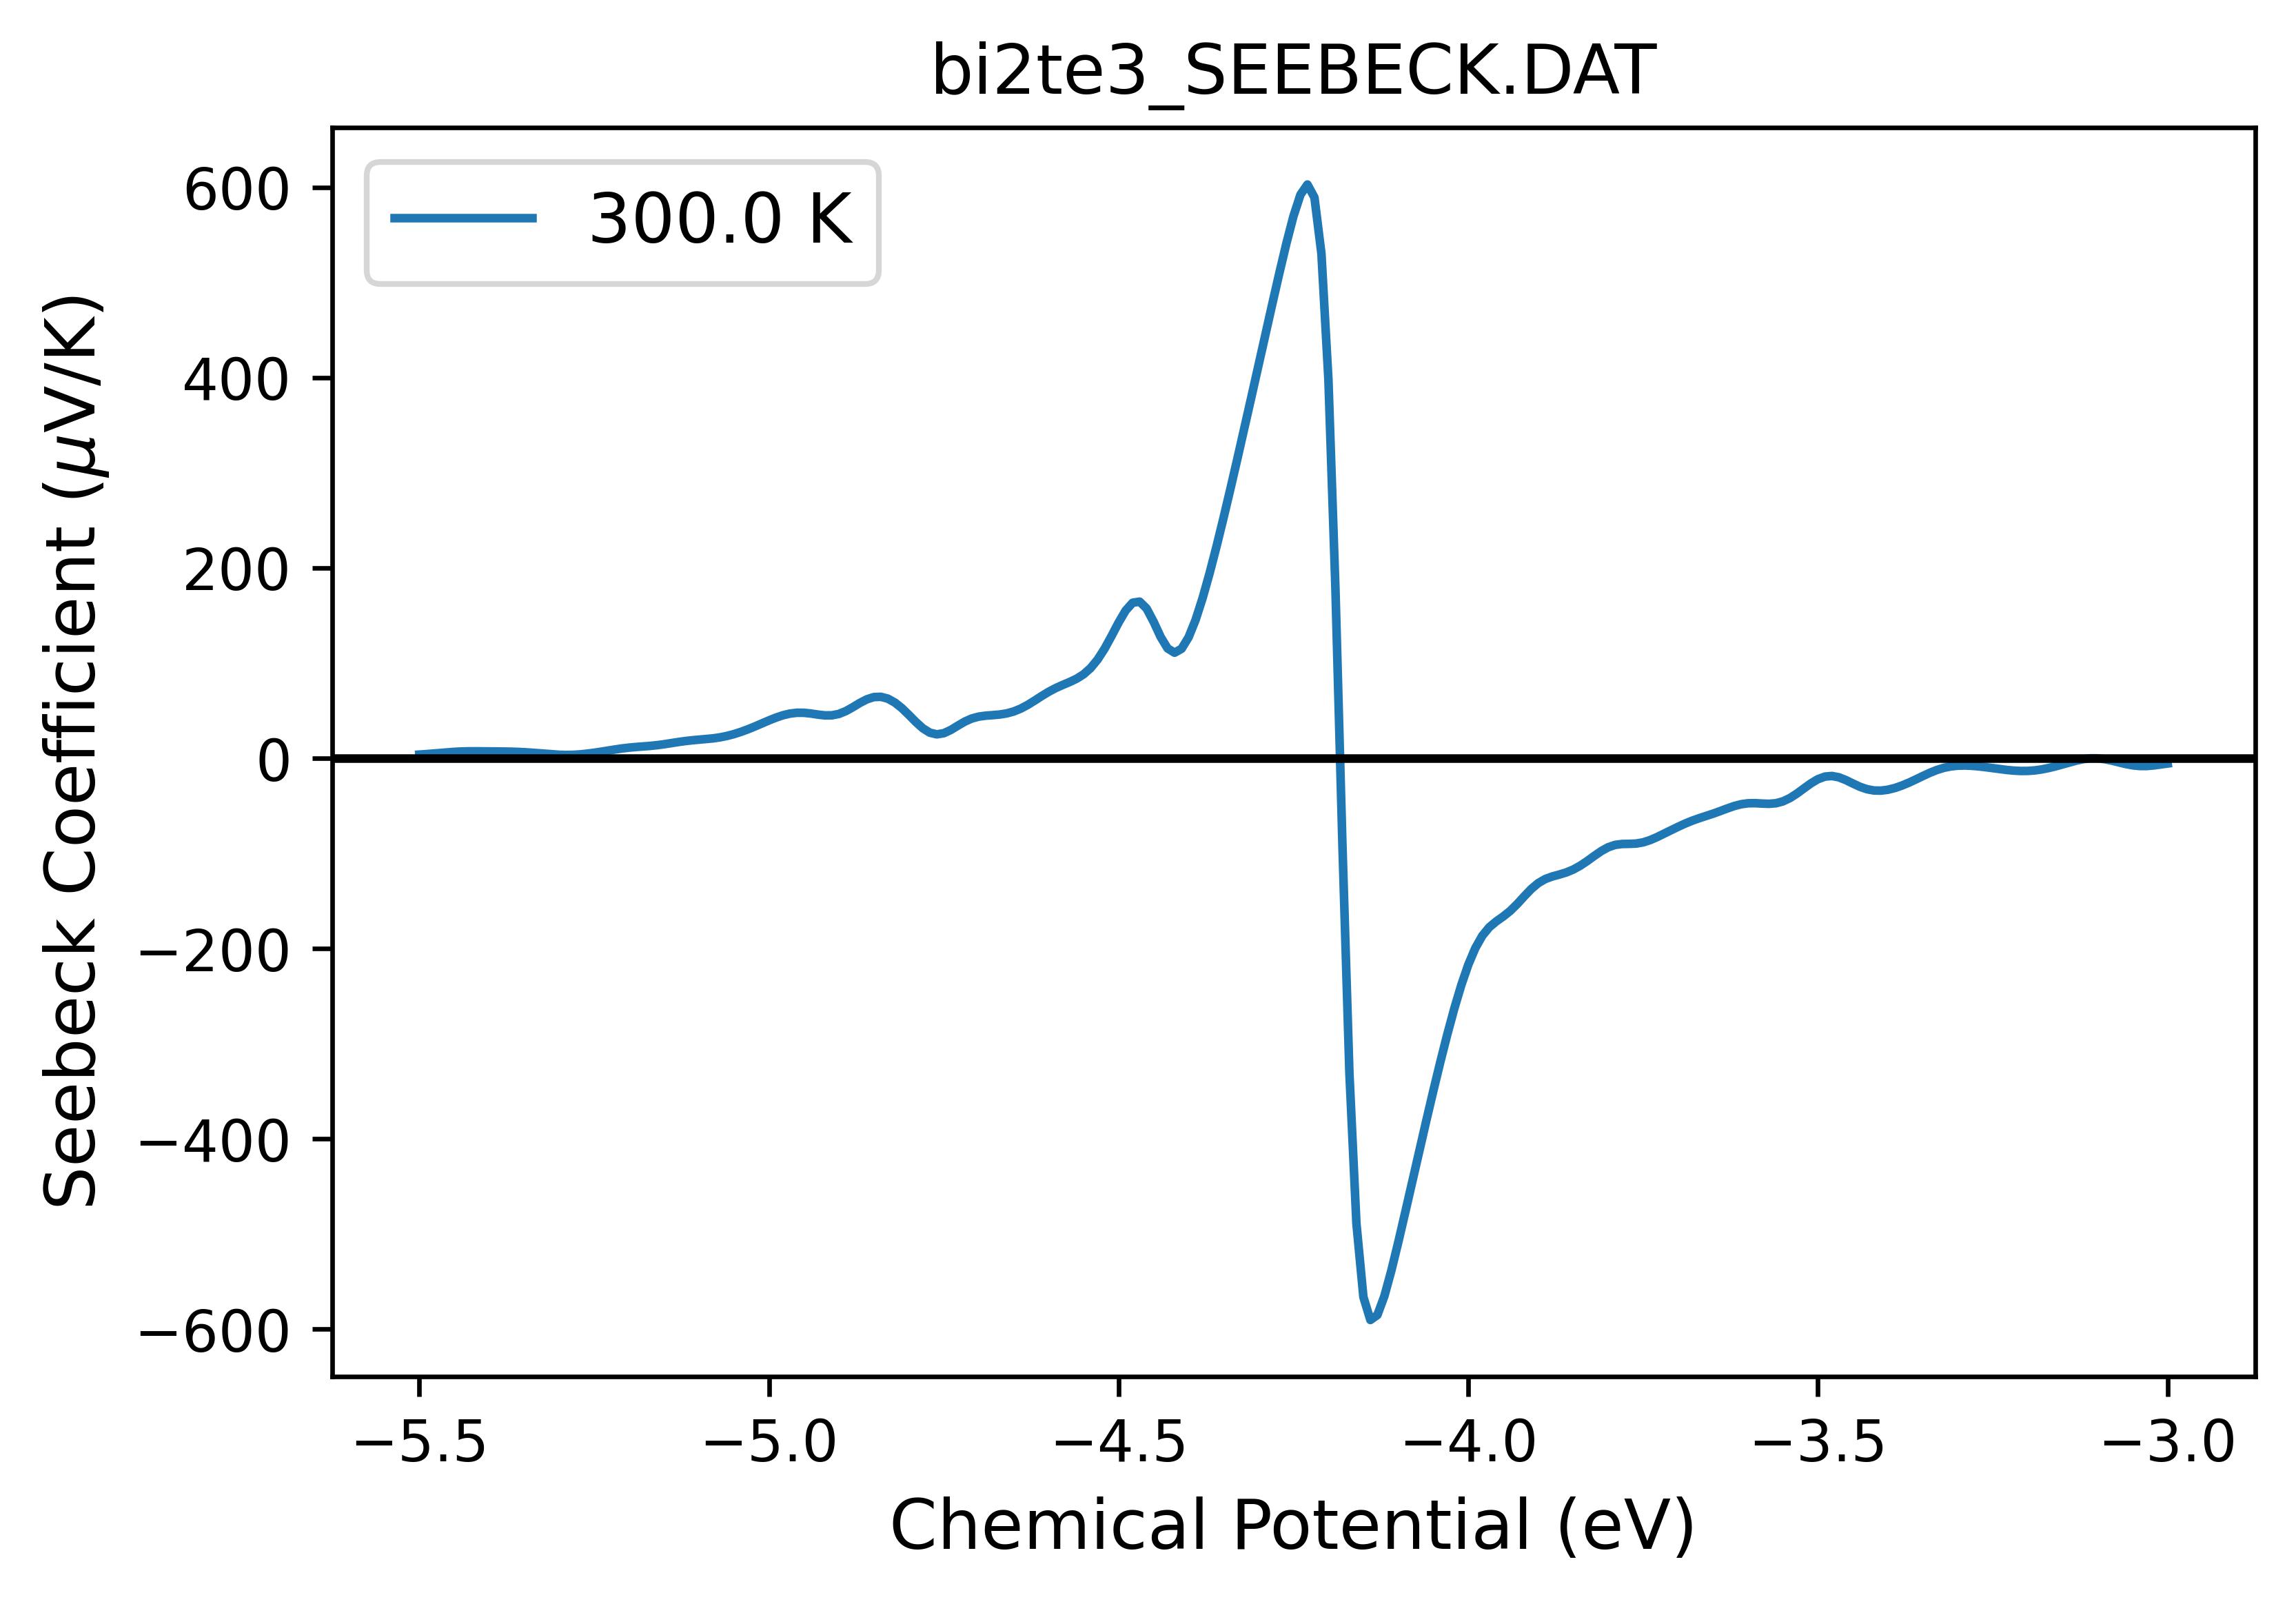 bi2te3_SEEBECK.DAT
300.0 K
Seebeck Coefficient (μV/K)
600
400
200
0
−200
−400
−600
−5.5 −5.0 −4.5 −4.0 −3.5 −3.0
Chemical Potential (eV)